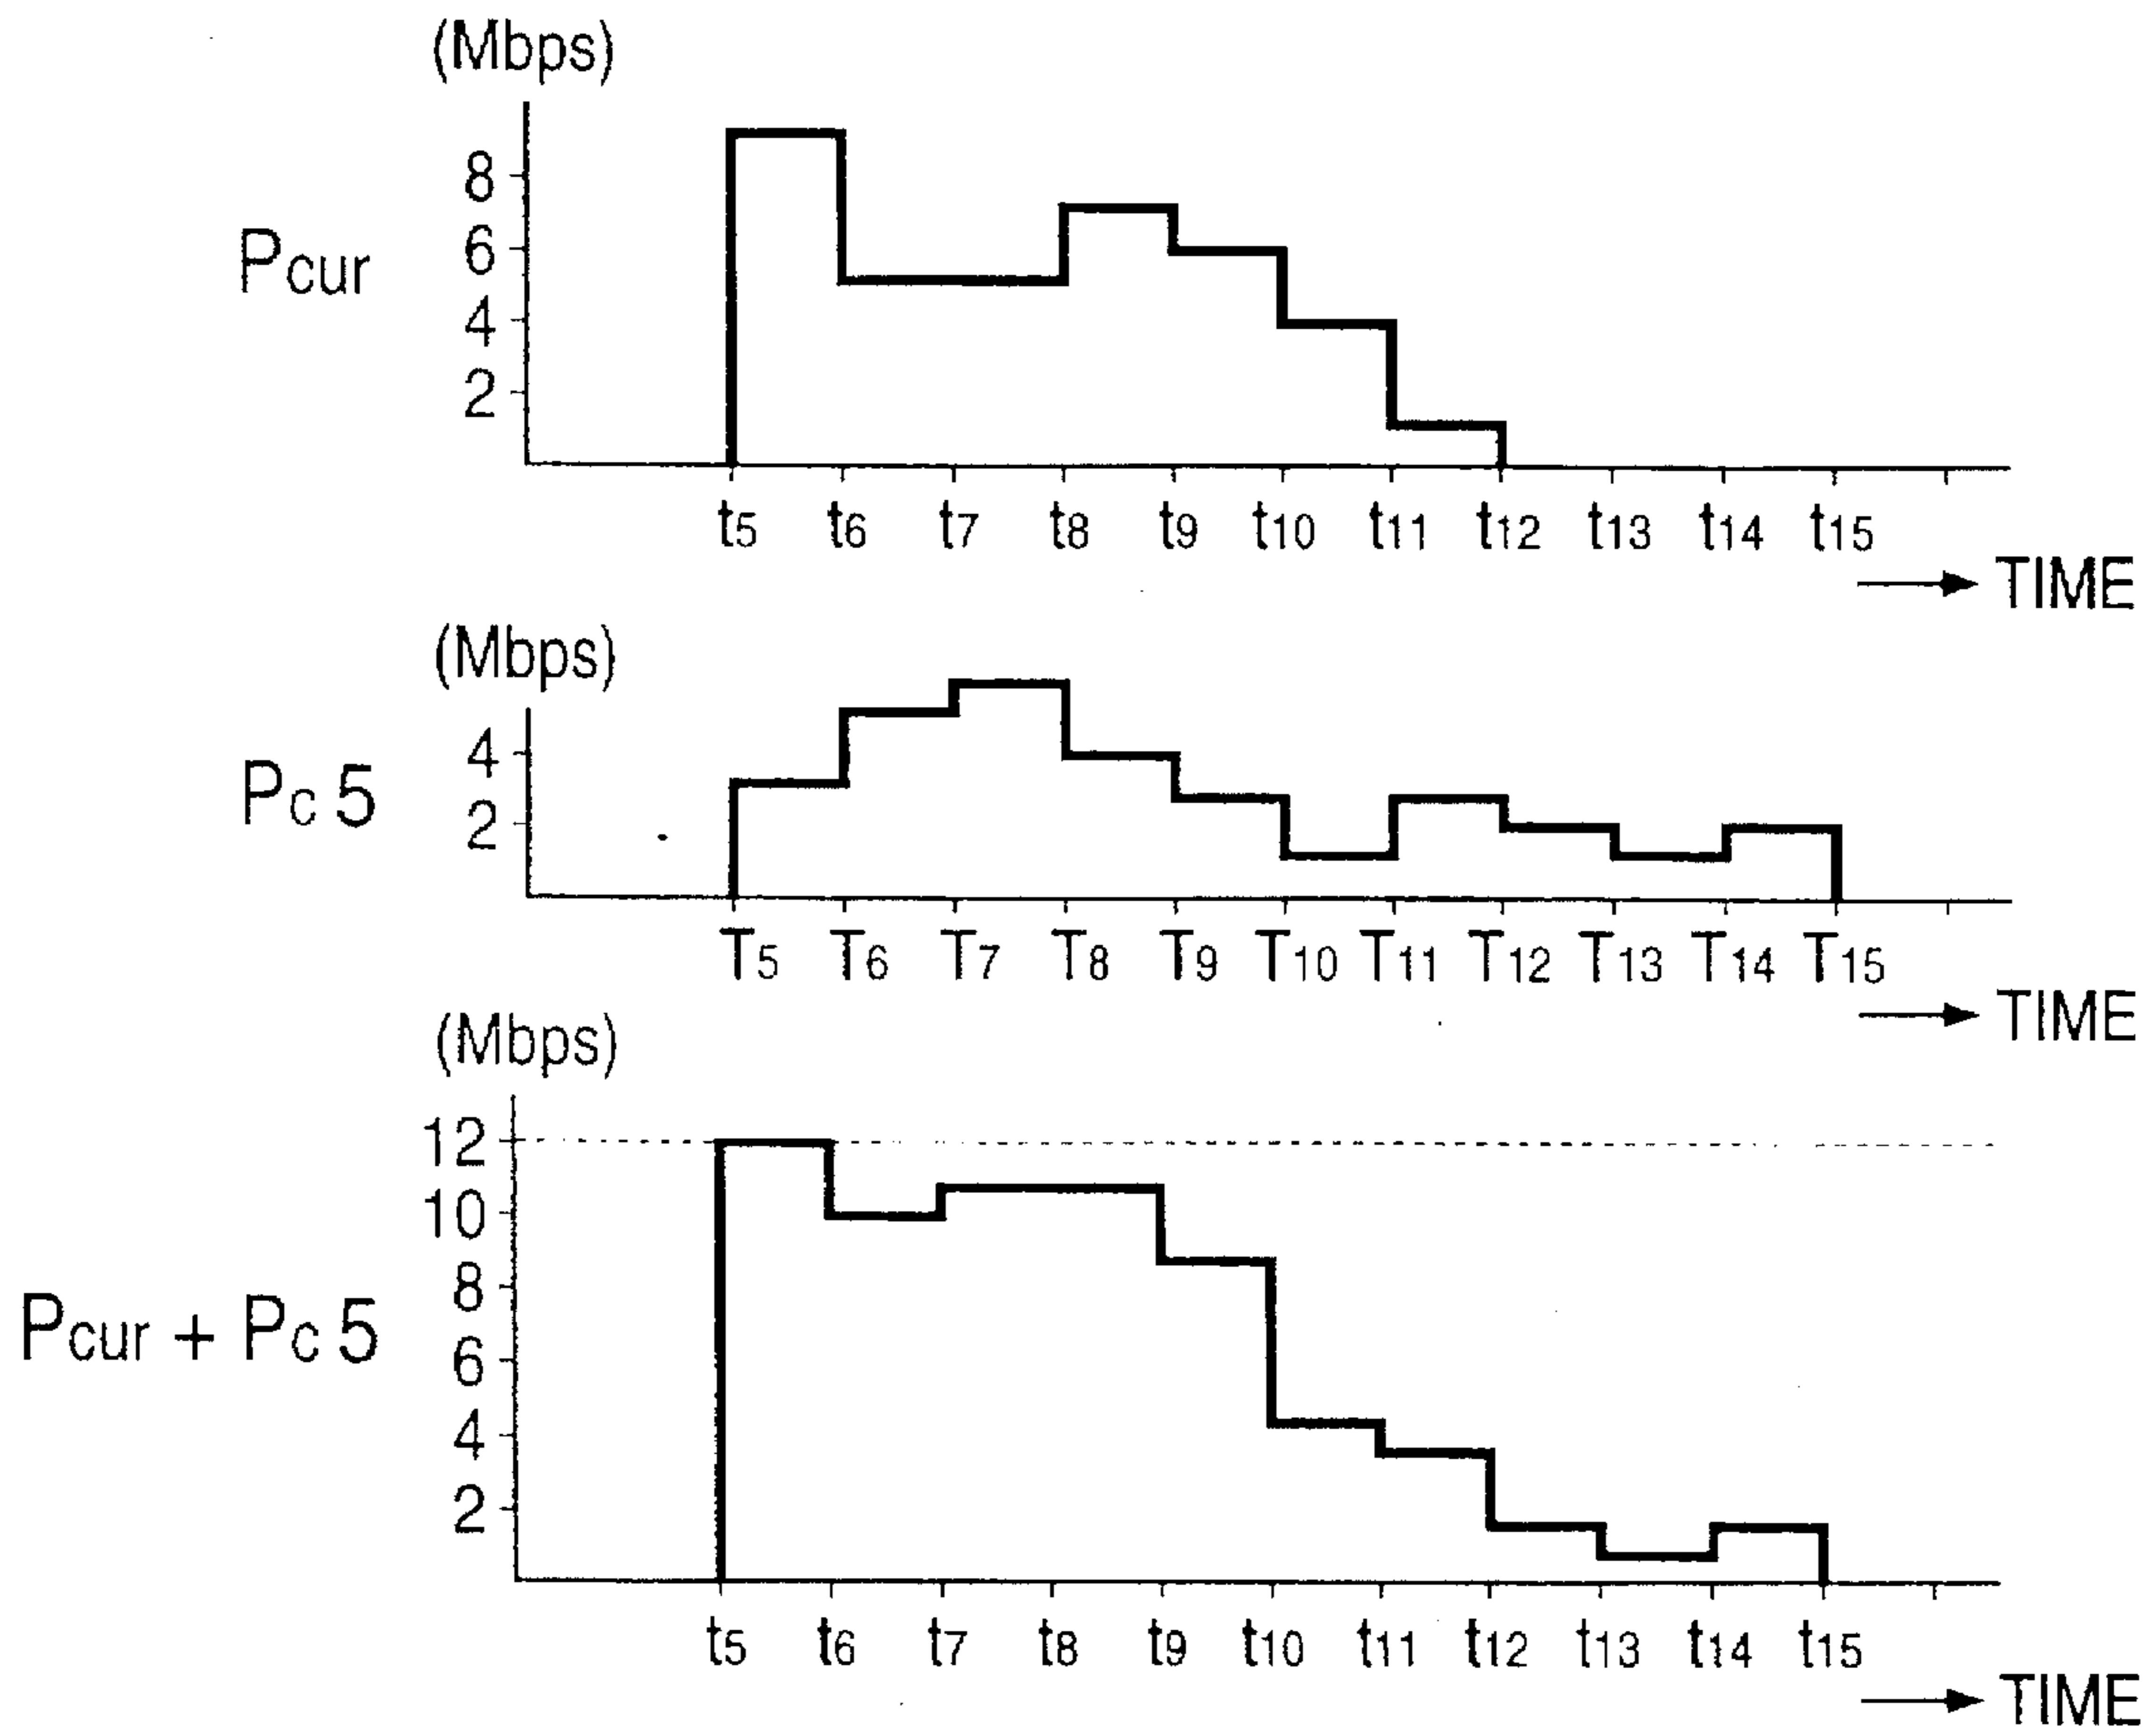 (Mbps)
8
6
4
2
Pcur
t5 t6 t7 t8 t9 t10 t11 t12 t13 t14 t15
TIME
(Mbps)
4
2
Pc 5
T5 T6 T7 T8 T9 T10 T11 T12 T13 T14 T15
TIME
(Mbps)
12
10
8
6
4
2
Pcur + Pc 5
t5 t6 t7 t8 t9 t10 t11 t12 t13 t14 t15
TIME